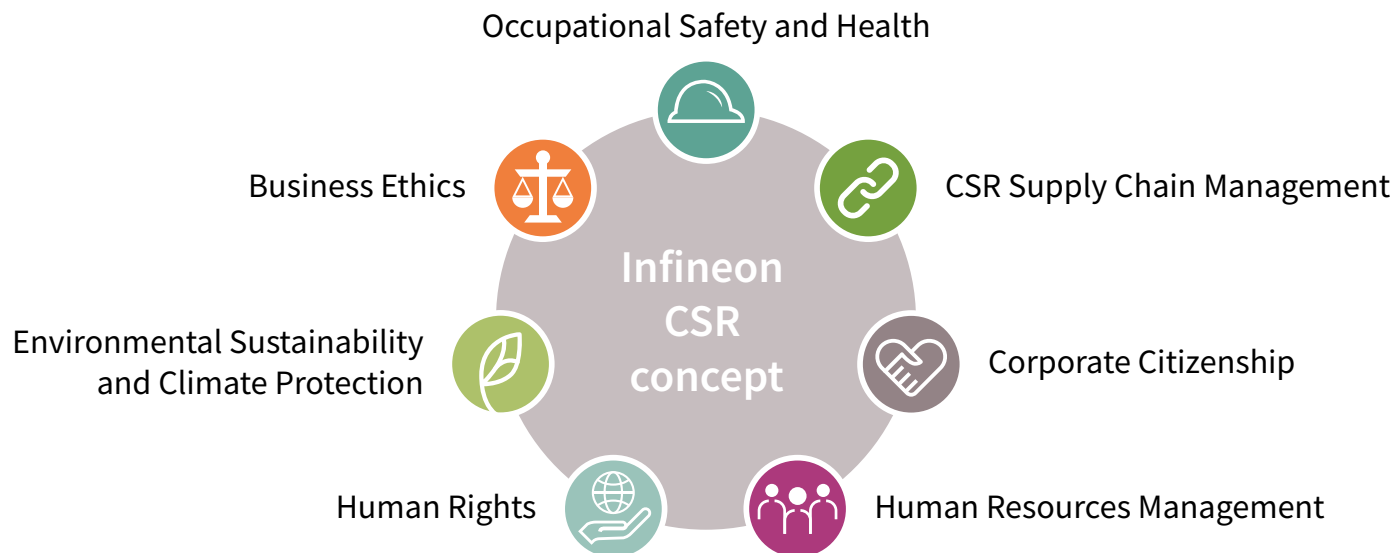 Occupational Safety and Health
Business Ethics
CSR Supply Chain Management
Infineon
CSR
concept
Environmental Sustainability
and Climate Protection
Corporate Citizenship
Human Rights
Human Resources Management